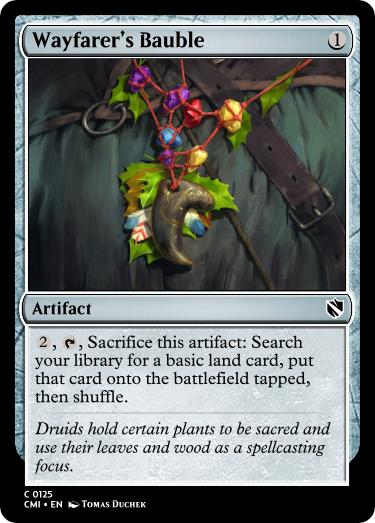 Wayfarer's Bauble 1
Artifact
2, , Sacrifice this artifact: Search
your library for a basic land card, put
that card onto the battlefield tapped,
then shuffle.
Druids hold certain plants to be sacred and
use their leaves and wood as a spellcasting
focus.
C 0125
CMI • EN Tomas Duchek